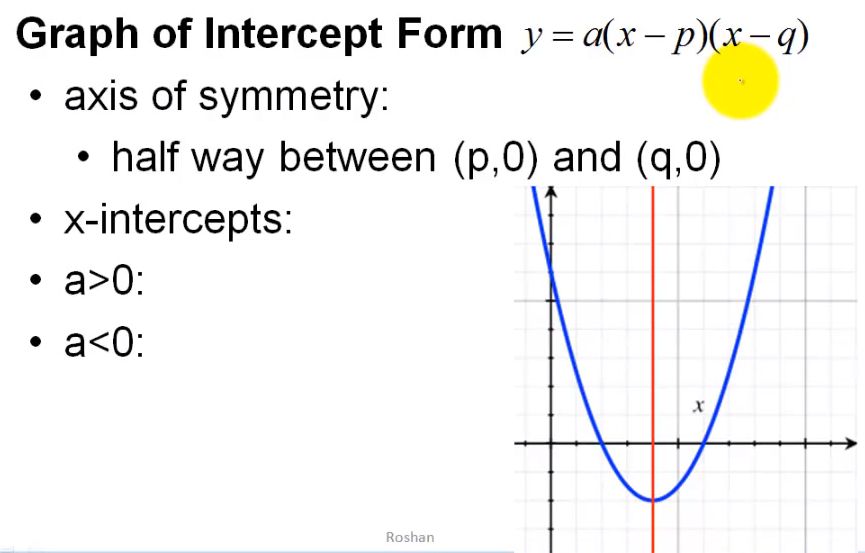 Graph of Intercept Form y = a(x − p)(x − q)
• axis of symmetry:
• half way between (p,0) and (q,0)
• x-intercepts:
• a>0:
• a<0:
x
Roshan